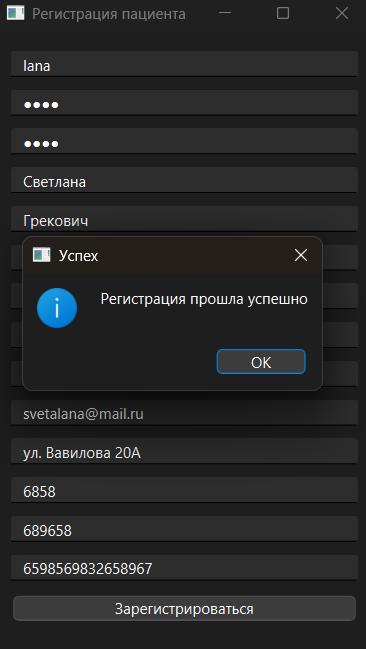 Регистрация пациента
lana
●●●●
●●●●
Светлана
Грекович
Успех
Регистрация прошла успешно
OK
svetalana@mail.ru
ул. Вавилова 20А
6858
689658
6598569832658967
Зарегистрироваться